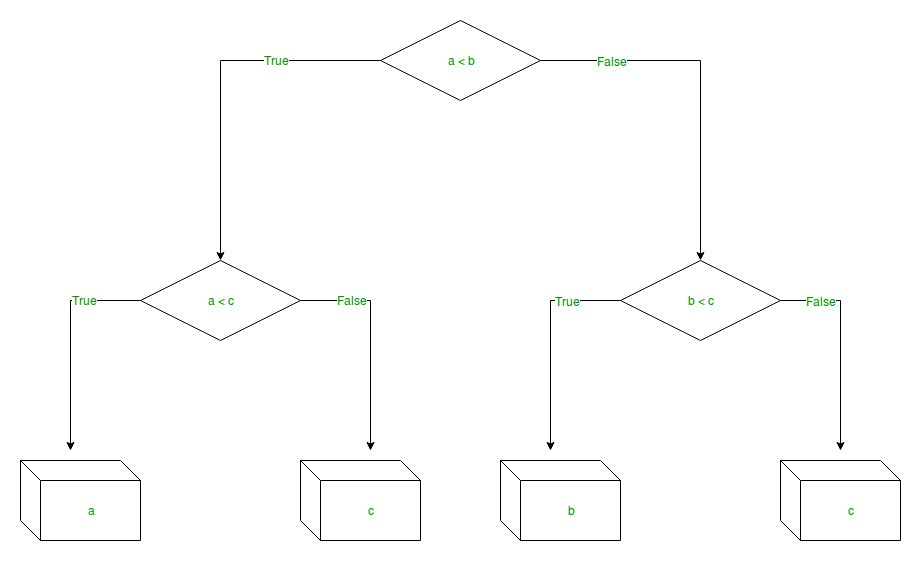 a < b
True
False
a < c
True
False
b < c
True
False
a
c
b
c